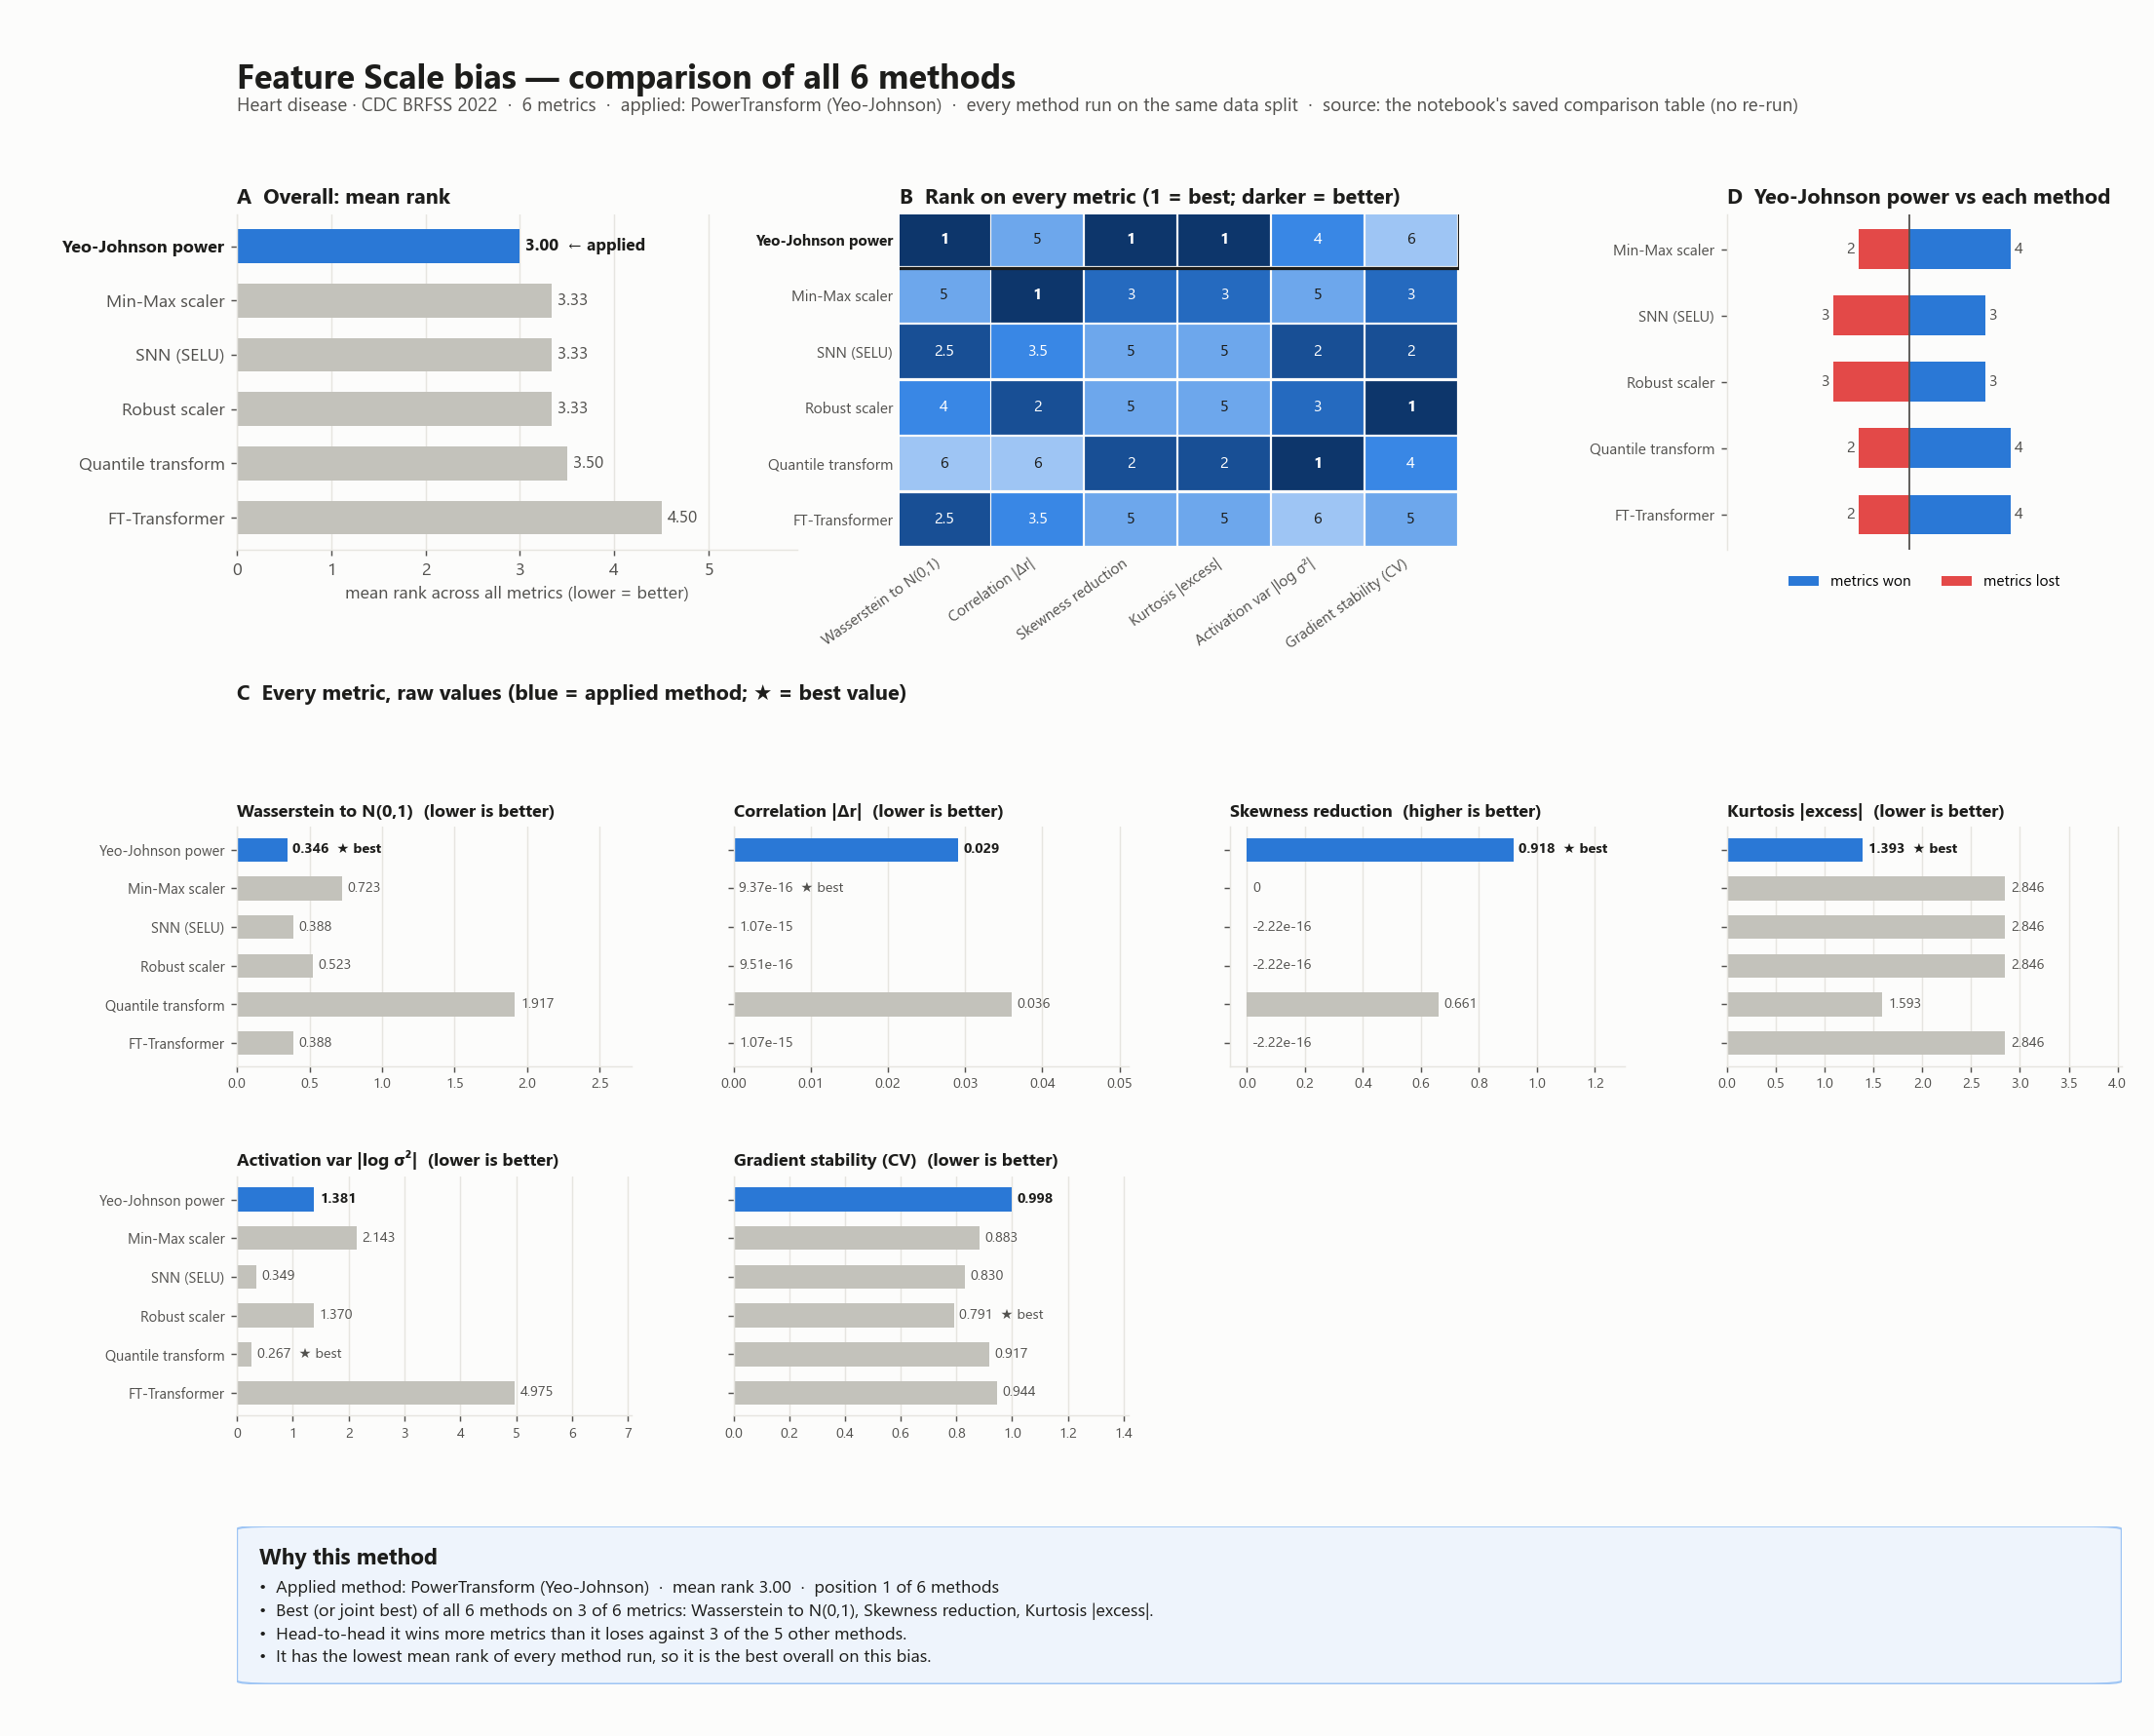 Feature Scale bias — comparison of all 6 methods
Heart disease · CDC BRFSS 2022 · 6 metrics · applied: PowerTransform (Yeo-Johnson) · every method run on the same data split · source: the notebook's saved comparison table (no re-run)
A Overall: mean rank
Yeo-Johnson power 3.00 ← applied
Min-Max scaler 3.33
SNN (SELU) 3.33
Robust scaler 3.33
Quantile transform 3.50
FT-Transformer 4.50
0 1 2 3 4 5
mean rank across all metrics (lower = better)
B Rank on every metric (1 = best; darker = better)
Yeo-Johnson power 1 5 1 1 4 6
Min-Max scaler 5 1 3 3 5 3
SNN (SELU) 2.5 3.5 5 5 2 2
Robust scaler 4 2 5 5 3 1
Quantile transform 6 6 2 2 1 4
FT-Transformer 2.5 3.5 5 5 6 5
Wasserstein to N(0,1)
Correlation |Δr|
Skewness reduction
Kurtosis |excess|
Activation var |log σ²|
Gradient stability (CV)
D Yeo-Johnson power vs each method
Min-Max scaler 2 4
SNN (SELU) 3 3
Robust scaler 3 3
Quantile transform 2 4
FT-Transformer 2 4
metrics won metrics lost
C Every metric, raw values (blue = applied method; ★ = best value)
Wasserstein to N(0,1) (lower is better)
Yeo-Johnson power 0.346 ★ best
Min-Max scaler 0.723
SNN (SELU) 0.388
Robust scaler 0.523
Quantile transform 1.917
FT-Transformer 0.388
0.0 0.5 1.0 1.5 2.0 2.5
Correlation |Δr| (lower is better)
0.029
9.37e-16 ★ best
1.07e-15
9.51e-16
0.036
1.07e-15
0.00 0.01 0.02 0.03 0.04 0.05
Skewness reduction (higher is better)
0.918 ★ best
0
-2.22e-16
-2.22e-16
0.661
-2.22e-16
0.0 0.2 0.4 0.6 0.8 1.0 1.2
Kurtosis |excess| (lower is better)
1.393 ★ best
2.846
2.846
2.846
1.593
2.846
0.0 0.5 1.0 1.5 2.0 2.5 3.0 3.5 4.0
Activation var |log σ²| (lower is better)
Yeo-Johnson power 1.381
Min-Max scaler 2.143
SNN (SELU) 0.349
Robust scaler 1.370
Quantile transform 0.267 ★ best
FT-Transformer 4.975
0 1 2 3 4 5 6 7
Gradient stability (CV) (lower is better)
0.998
0.883
0.830
0.791 ★ best
0.917
0.944
0.0 0.2 0.4 0.6 0.8 1.0 1.2 1.4
Why this method
• Applied method: PowerTransform (Yeo-Johnson) · mean rank 3.00 · position 1 of 6 methods
• Best (or joint best) of all 6 methods on 3 of 6 metrics: Wasserstein to N(0,1), Skewness reduction, Kurtosis |excess|.
• Head-to-head it wins more metrics than it loses against 3 of the 5 other methods.
• It has the lowest mean rank of every method run, so it is the best overall on this bias.